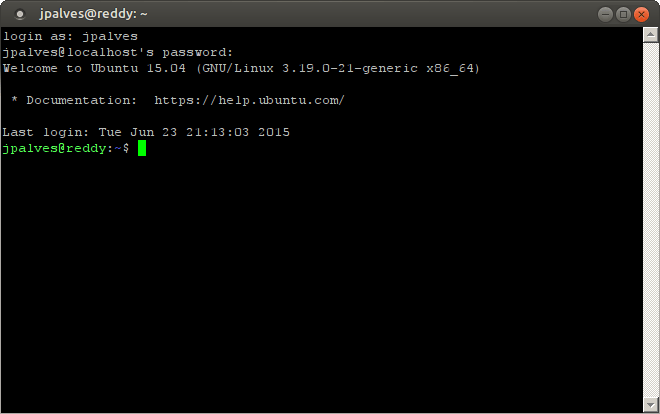 jpalves@reddy: ~
login as: jpalves
jpalves@localhost's password:
Welcome to Ubuntu 15.04 (GNU/Linux 3.19.0-21-generic x86_64)
* Documentation:  https://help.ubuntu.com/
Last login: Tue Jun 23 21:13:03 2015
jpalves@reddy:~$